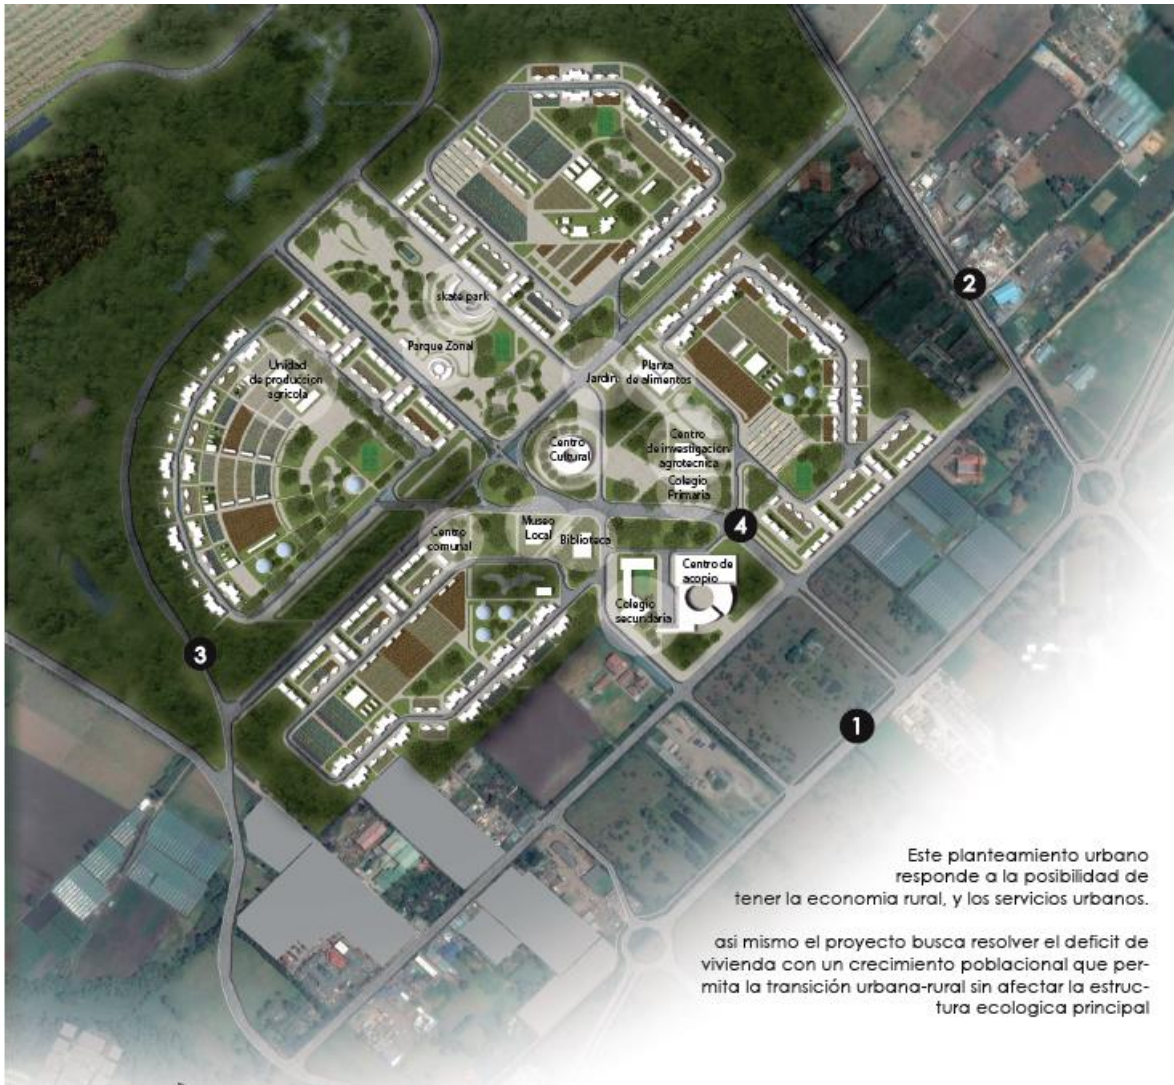 2
skate park
Parque Zonal
Unidad
de produccion
agricola
Jardin
Planta
de alimentos
Centro
Cultural
Centro
de investigacion
agrotecnica
Colegio
Primaria
4
Museo
Local
Centro
comunal
Biblioteca
Centro de
acopio
Colegio
secundaria
3
1
Este planteamiento urbano
responde a la posibilidad de
tener la economia rural, y los servicios urbanos.
asi mismo el proyecto busca resolver el deficit de
vivienda con un crecimiento poblacional que per-
mita la transición urbana-rural sin afectar la estruc-
tura ecologica principal